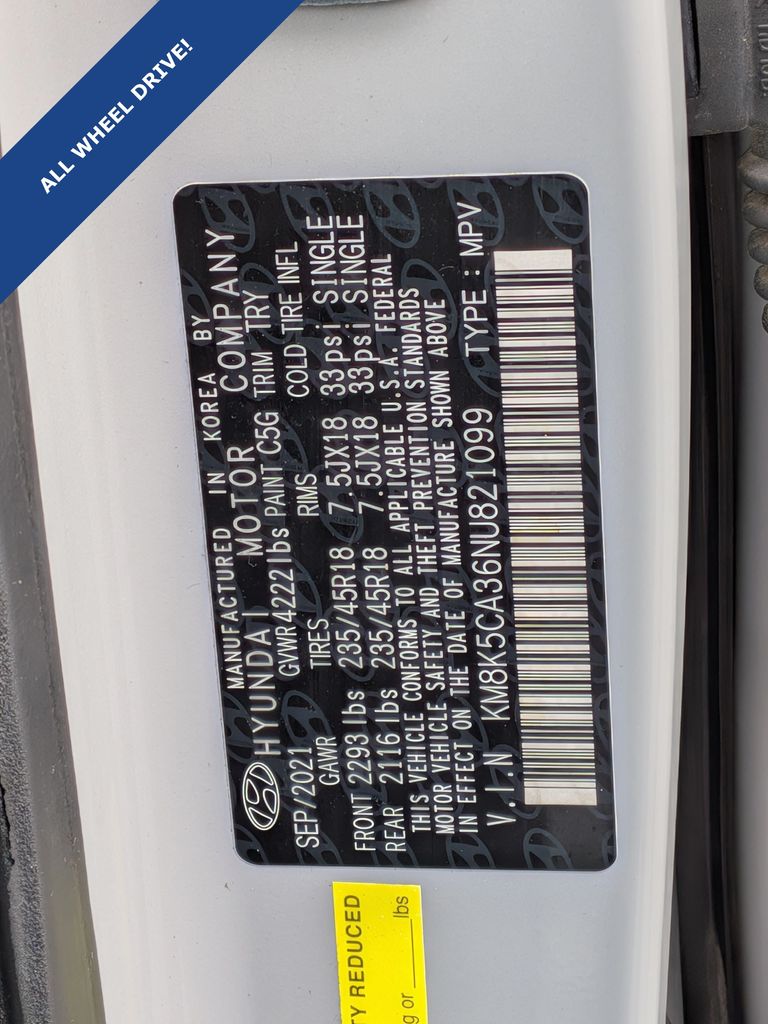 ALL WHEEL DRIVE!
MANUFACTURED IN KOREA BY
HYUNDAI MOTOR COMPANY
SEP/2021 GVWR 4222 lbs PAINT C5G TRIM TRY
GAWR TIRES RIMS COLD TIRE INFL
FRONT 2293 lbs 235/45R18 7.5JX18 33psi SINGLE
REAR 2116 lbs 235/45R18 7.5JX18 33psi SINGLE
THIS VEHICLE CONFORMS TO ALL APPLICABLE U.S.A. FEDERAL
MOTOR VEHICLE SAFETY AND THEFT PREVENTION STANDARDS
IN EFFECT ON THE DATE OF MANUFACTURE SHOWN ABOVE
V.I.N KM8K5CA36NU821099 TYPE : MPV
TY REDUCED
g or ______lbs